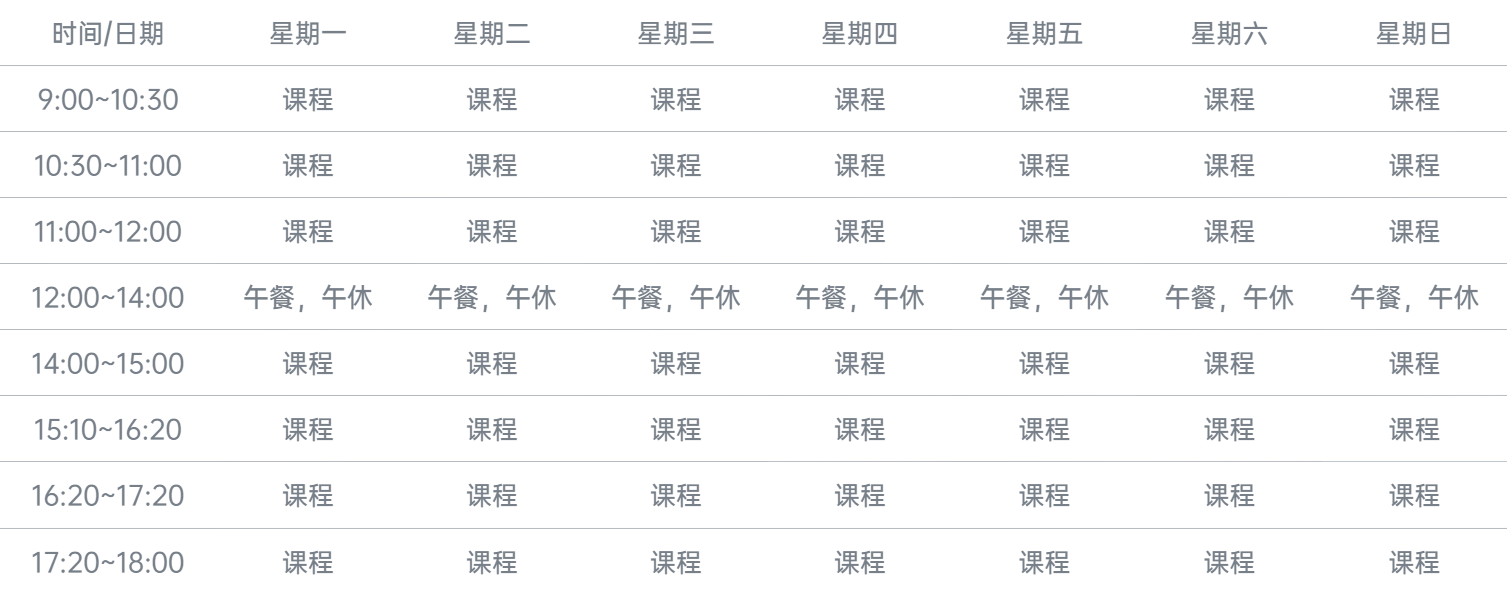 时间/日期 星期一 星期二 星期三 星期四 星期五 星期六 星期日
9:00~10:30 课程 课程 课程 课程 课程 课程 课程
10:30~11:00 课程 课程 课程 课程 课程 课程 课程
11:00~12:00 课程 课程 课程 课程 课程 课程 课程
12:00~14:00 午餐，午休 午餐，午休 午餐，午休 午餐，午休 午餐，午休 午餐，午休 午餐，午休
14:00~15:00 课程 课程 课程 课程 课程 课程 课程
15:10~16:20 课程 课程 课程 课程 课程 课程 课程
16:20~17:20 课程 课程 课程 课程 课程 课程 课程
17:20~18:00 课程 课程 课程 课程 课程 课程 课程